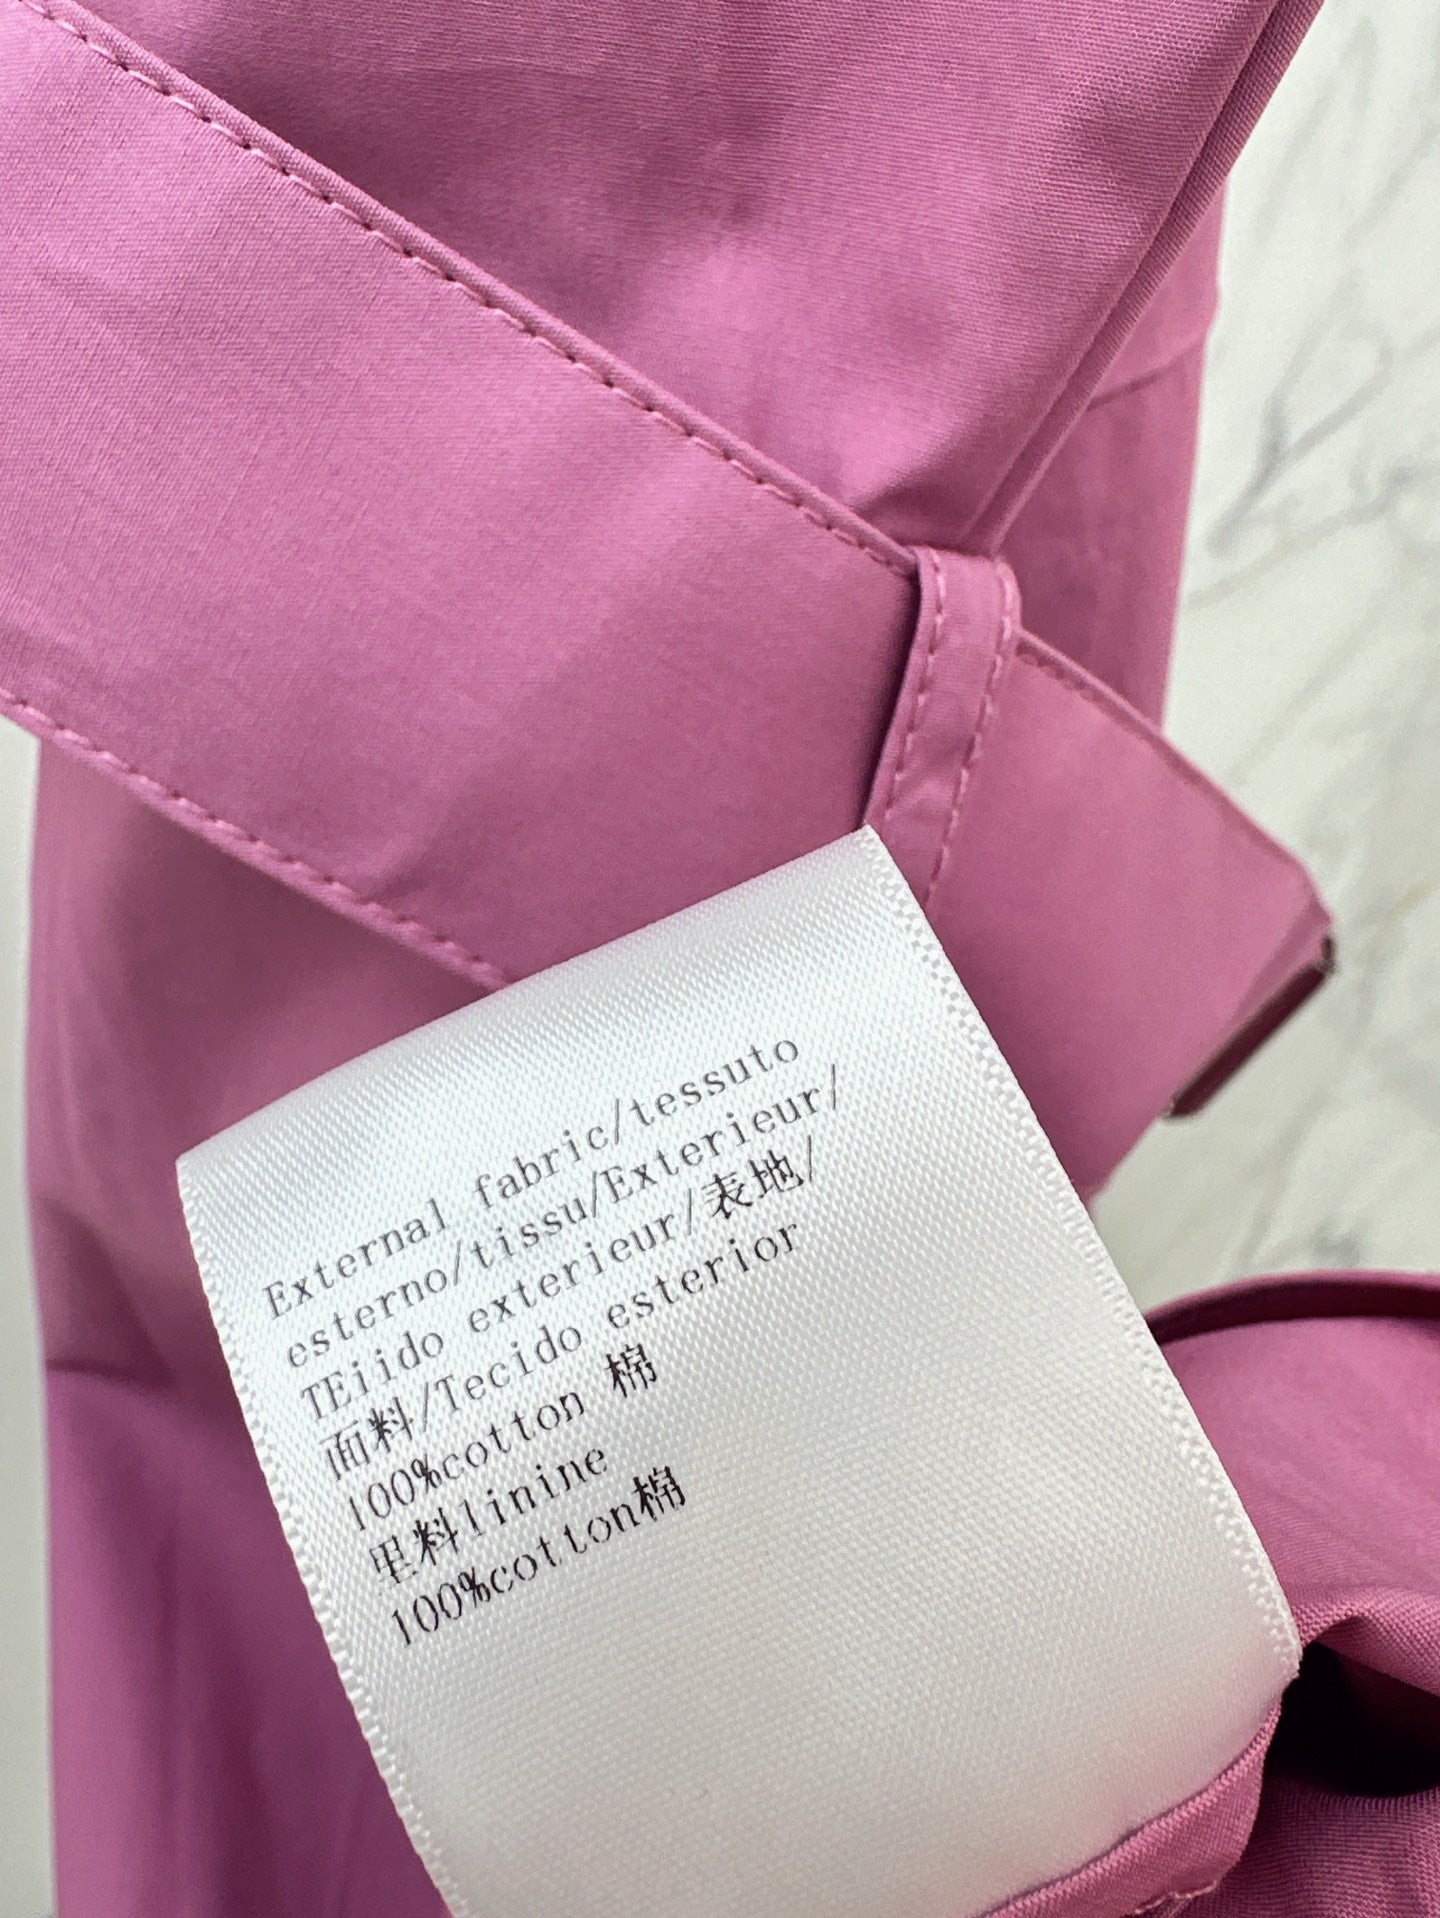 External fabric/tessuto
esterno/tissu/Exterieur/
TEiido exterieur/表地/
面料/Tecido esterior
100%cotton 棉
里料linine
100%cotton棉